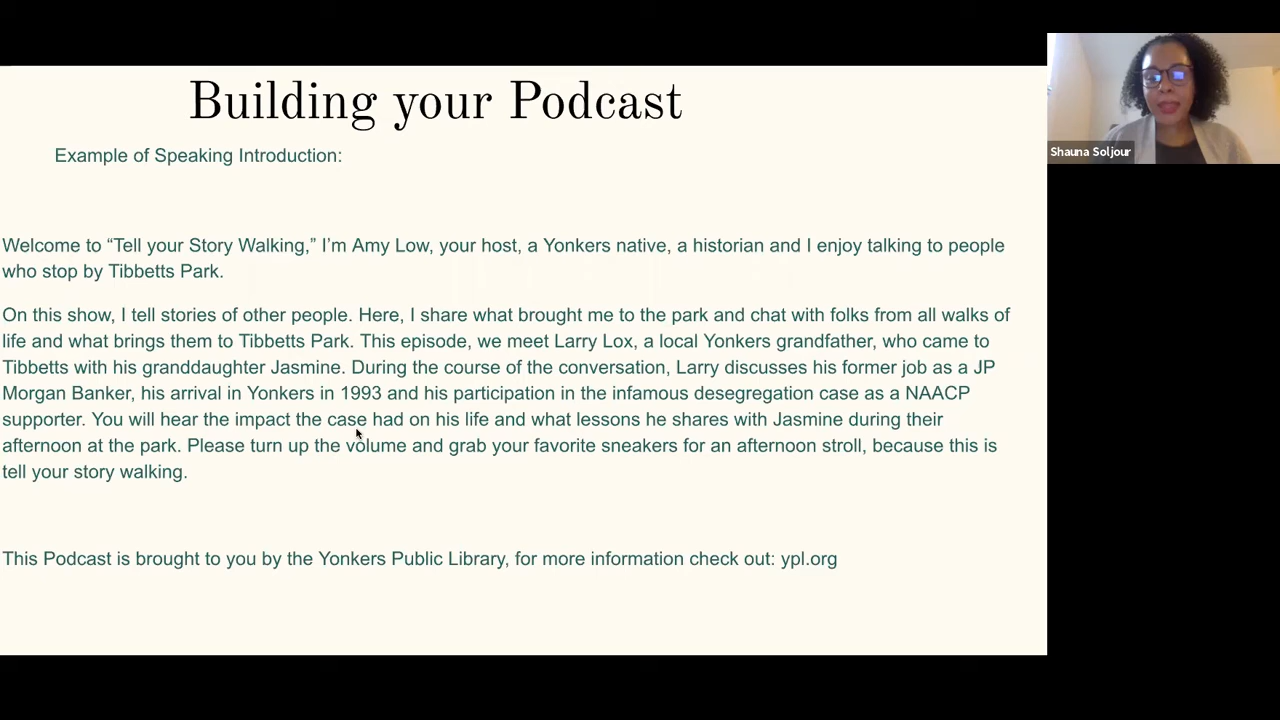 Building your Podcast
Shauna Soljour
Example of Speaking Introduction:
Welcome to “Tell your Story Walking,” I’m Amy Low, your host, a Yonkers native, a historian and I enjoy talking to people
who stop by Tibbetts Park.
On this show, I tell stories of other people. Here, I share what brought me to the park and chat with folks from all walks of
life and what brings them to Tibbetts Park. This episode, we meet Larry Lox, a local Yonkers grandfather, who came to
Tibbetts with his granddaughter Jasmine. During the course of the conversation, Larry discusses his former job as a JP
Morgan Banker, his arrival in Yonkers in 1993 and his participation in the infamous desegregation case as a NAACP
supporter. You will hear the impact the case had on his life and what lessons he shares with Jasmine during their
afternoon at the park. Please turn up the volume and grab your favorite sneakers for an afternoon stroll, because this is
tell your story walking.
This Podcast is brought to you by the Yonkers Public Library, for more information check out: ypl.org